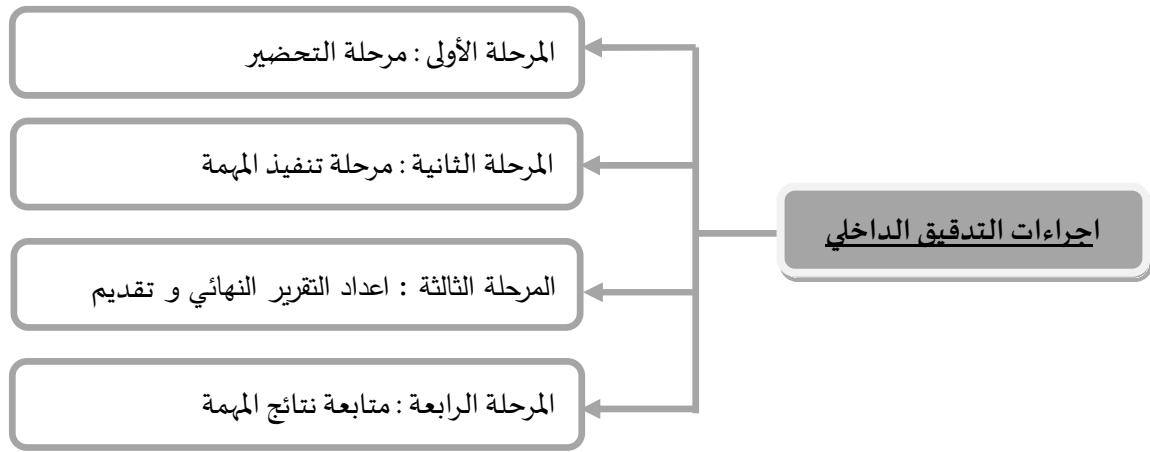 اجراءات التدقيق الداخلي
المرحلة الأولى : مرحلة التحضير
المرحلة الثانية : مرحلة تنفيذ المهمة
المرحلة الثالثة : اعداد التقرير النهائي و تقديم
المرحلة الرابعة : متابعة نتائج المهمة